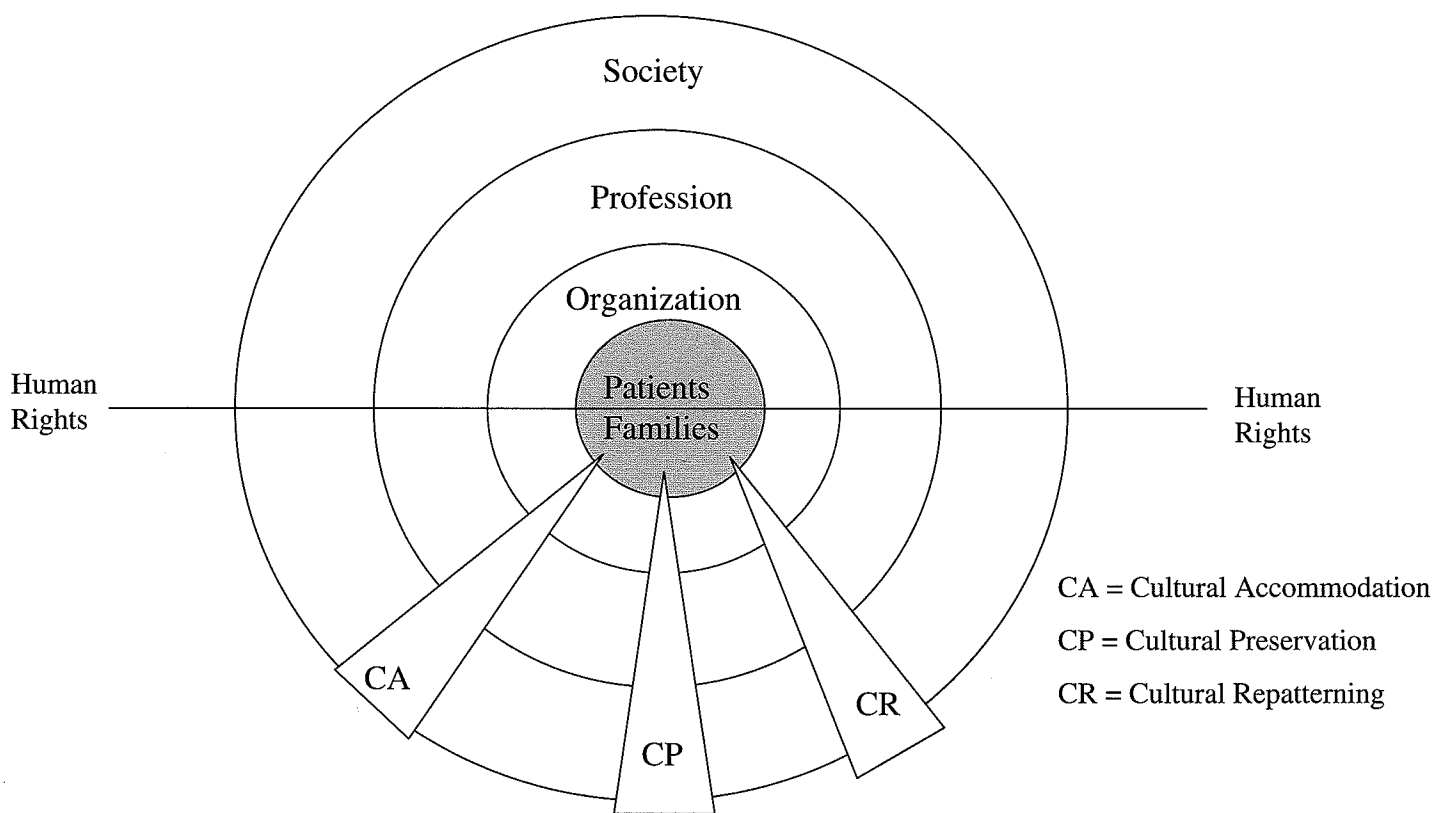 Society
Profession
Organization
Human
Rights
Patients
Families
Human
Rights
CA
CP
CR
CA = Cultural Accommodation
CP = Cultural Preservation
CR = Cultural Repatterning